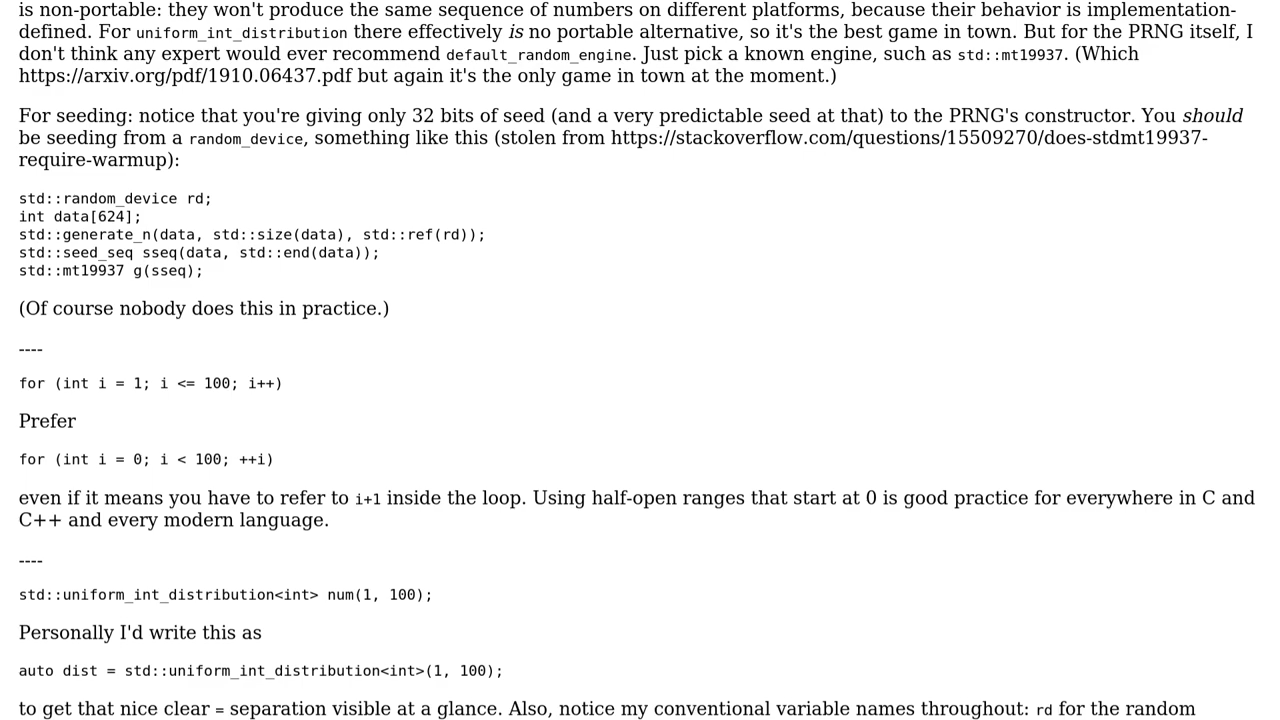 is non-portable: they won't produce the same sequence of numbers on different platforms, because their behavior is implementation-
defined. For uniform_int_distribution there effectively is no portable alternative, so it's the best game in town. But for the PRNG itself, I
don't think any expert would ever recommend default_random_engine. Just pick a known engine, such as std::mt19937. (Which
https://arxiv.org/pdf/1910.06437.pdf but again it's the only game in town at the moment.)
For seeding: notice that you're giving only 32 bits of seed (and a very predictable seed at that) to the PRNG's constructor. You should
be seeding from a random_device, something like this (stolen from https://stackoverflow.com/questions/15509270/does-stdmt19937-
require-warmup):
std::random_device rd;
int data[624];
std::generate_n(data, std::size(data), std::ref(rd));
std::seed_seq sseq(data, std::end(data));
std::mt19937 g(sseq);
(Of course nobody does this in practice.)
----
for (int i = 1; i <= 100; i++)
Prefer
for (int i = 0; i < 100; ++i)
even if it means you have to refer to i+1 inside the loop. Using half-open ranges that start at 0 is good practice for everywhere in C and
C++ and every modern language.
----
std::uniform_int_distribution<int> num(1, 100);
Personally I'd write this as
auto dist = std::uniform_int_distribution<int>(1, 100);
to get that nice clear = separation visible at a glance. Also, notice my conventional variable names throughout: rd for the random